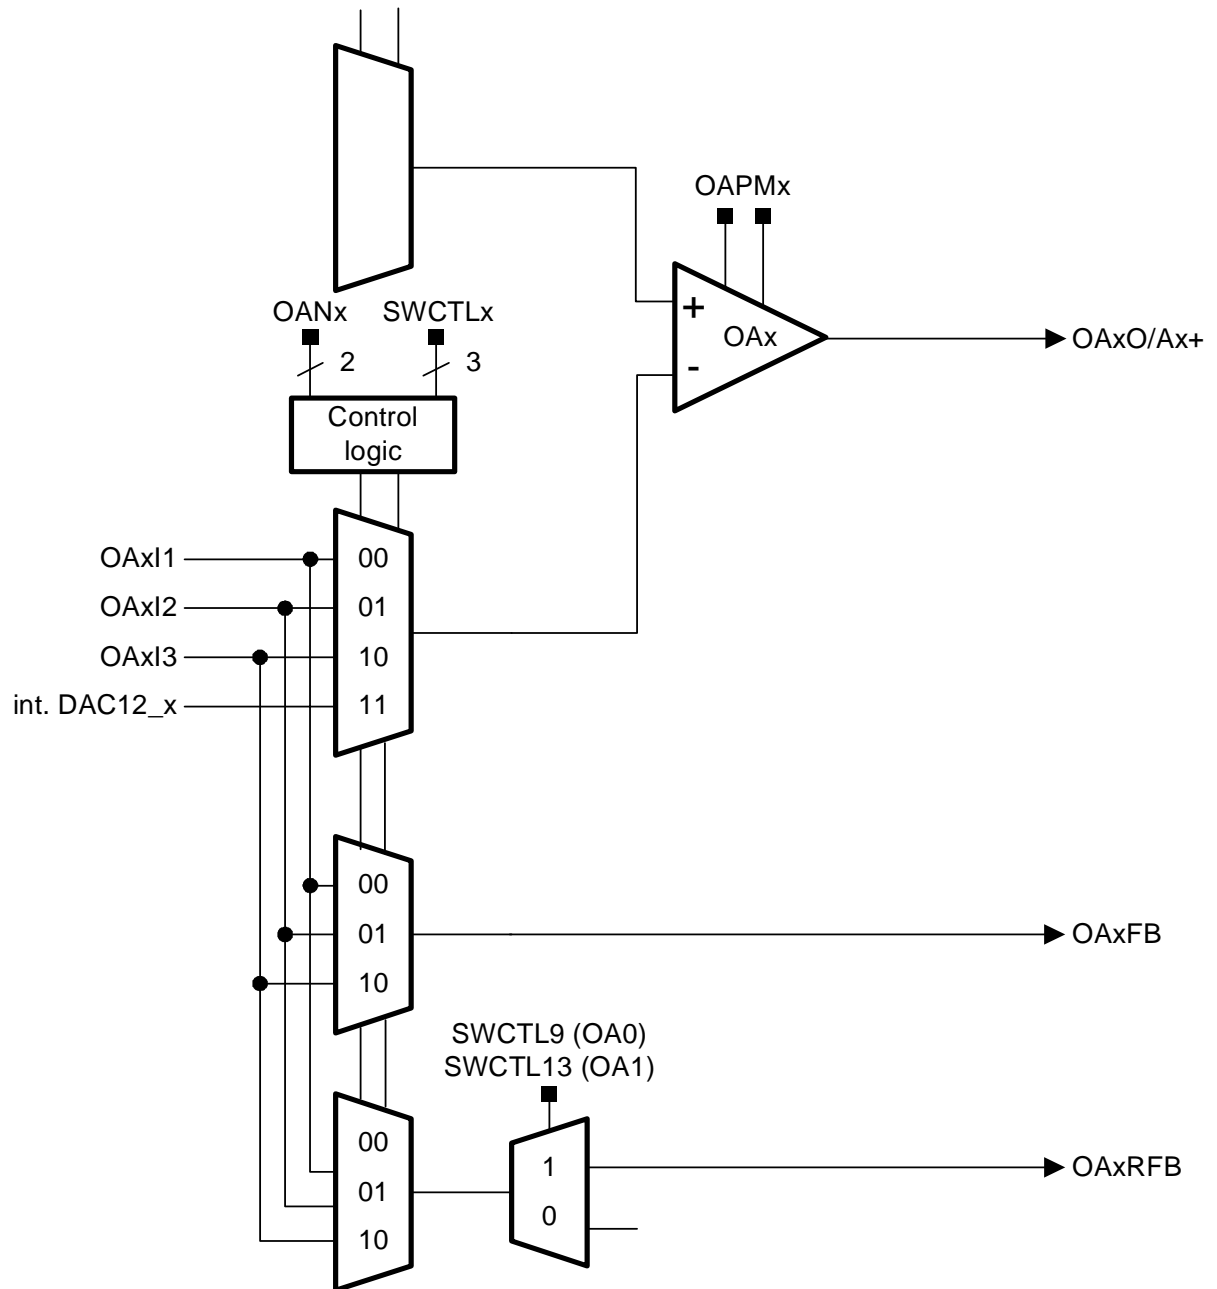 OAPMx
+
OAx
-
OAxO/Ax+
OANx
SWCTLx
2
3
Control
logic
OAxI1
00
OAxI2
01
OAxI3
10
int. DAC12_x
11
00
01
OAxFB
10
SWCTL9 (OA0)
SWCTL13 (OA1)
00
01
10
1
0
OAxRFB